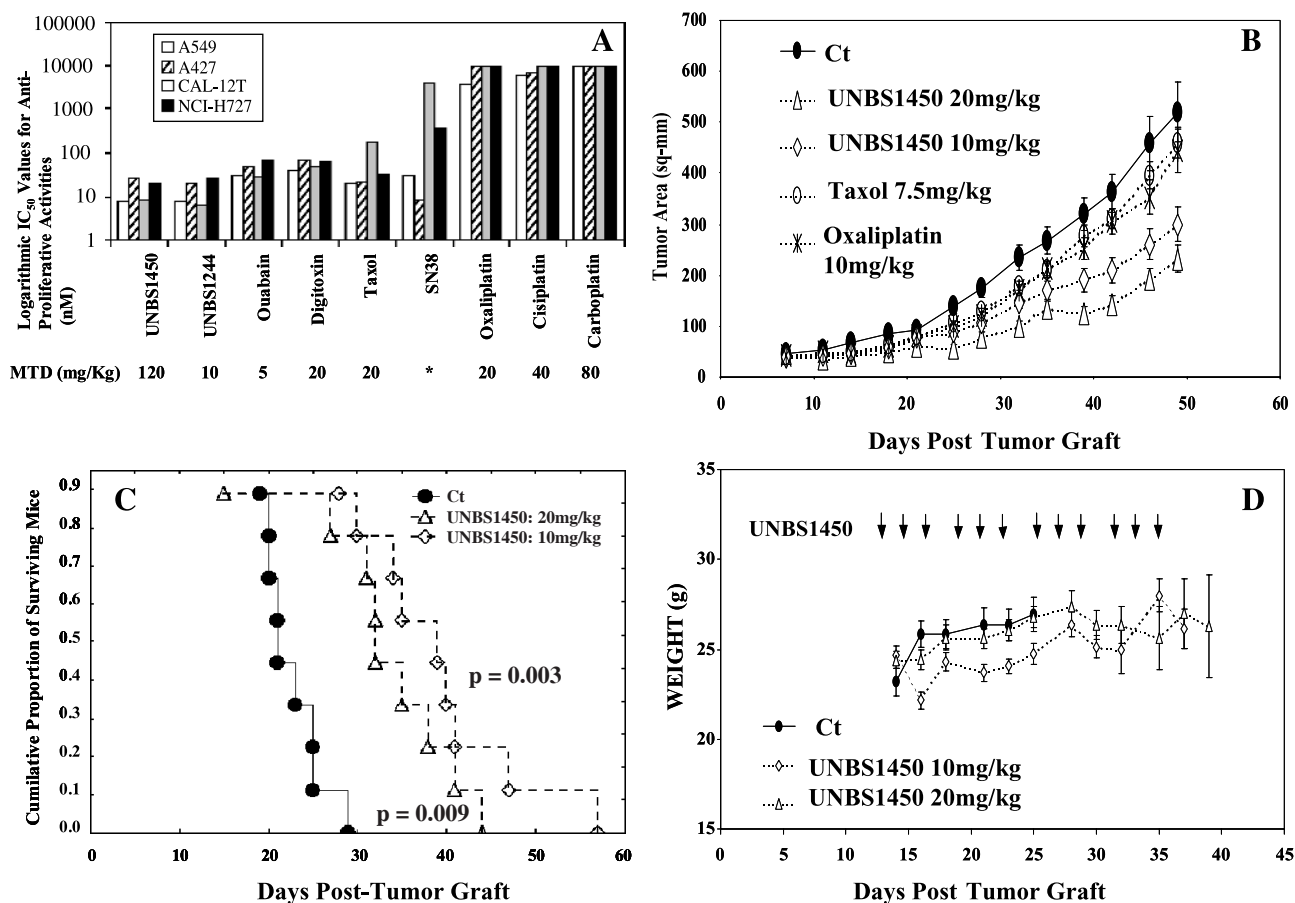 A
Logarithmic IC50 Values for Anti-
Proliferative Activities
(nM)
100000
10000
1000
100
10
1
A549
A427
CAL-12T
NCI-H727
UNBS1450
UNBS1244
Ouabain
Digitoxin
Taxol
SN38
Oxaliplatin
Cisiplatin
Carboplatin
MTD (mg/Kg) 120 10 5 20 20 * 20 40 80
B
Tumor Area (sq-mm)
700
600
500
400
300
200
100
0
Ct
UNBS1450 20mg/kg
UNBS1450 10mg/kg
Taxol 7.5mg/kg
Oxaliplatin
10mg/kg
0 10 20 30 40 50 60
Days Post Tumor Graft
C
Cumilative Proportion of Surviving Mice
0.9
0.8
0.7
0.6
0.5
0.4
0.3
0.2
0.1
0.0
Ct
UNBS1450: 20mg/kg
UNBS1450: 10mg/kg
p = 0.003
p = 0.009
0 10 20 30 40 50 60
Days Post-Tumor Graft
D
WEIGHT (g)
35
30
25
20
15
UNBS1450
Ct
UNBS1450 10mg/kg
UNBS1450 20mg/kg
0 5 10 15 20 25 30 35 40 45
Days Post Tumor Graft